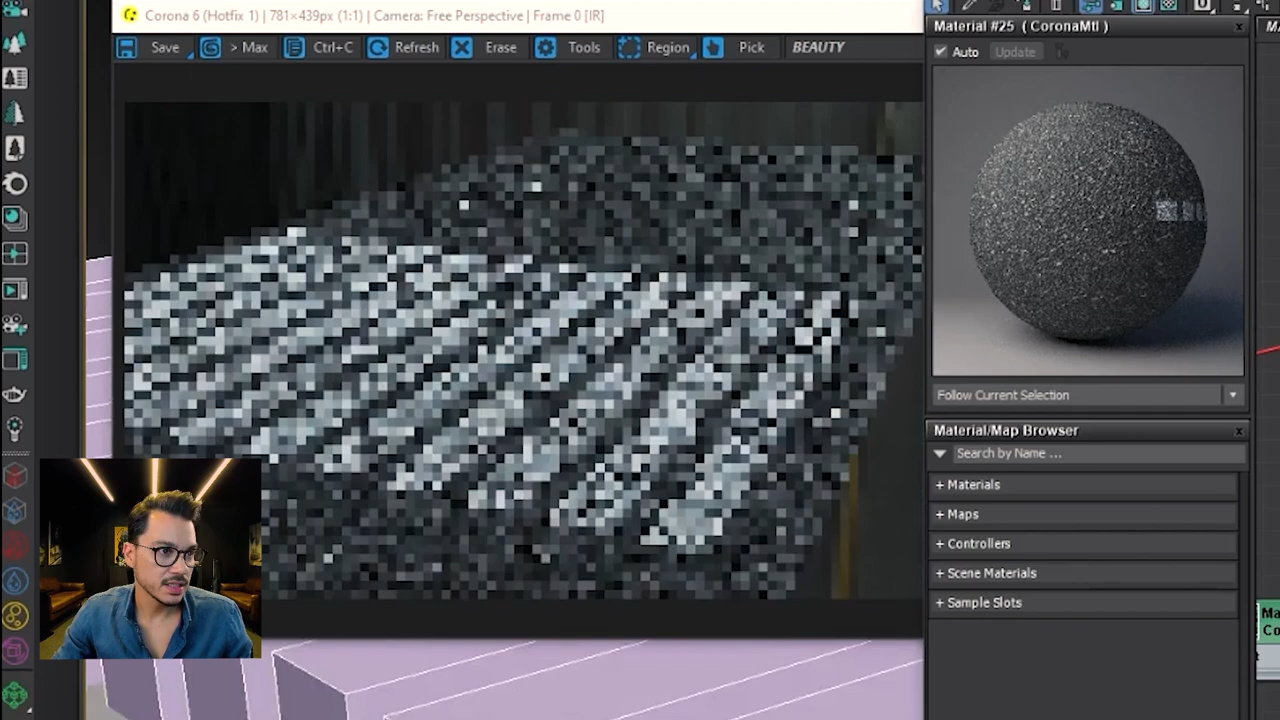 Corona 6 (Hotfix 1) | 781×439px (1:1) | Camera: Free Perspective | Frame 0 [IR]
Save > Max Ctrl+C Refresh Erase Tools Region Pick BEAUTY
Material #25 ( CoronaMtl ) x
Auto Update
Follow Current Selection
Material/Map Browser x
Search by Name ...
+ Materials
+ Maps
+ Controllers
+ Scene Materials
+ Sample Slots
Ma
Co